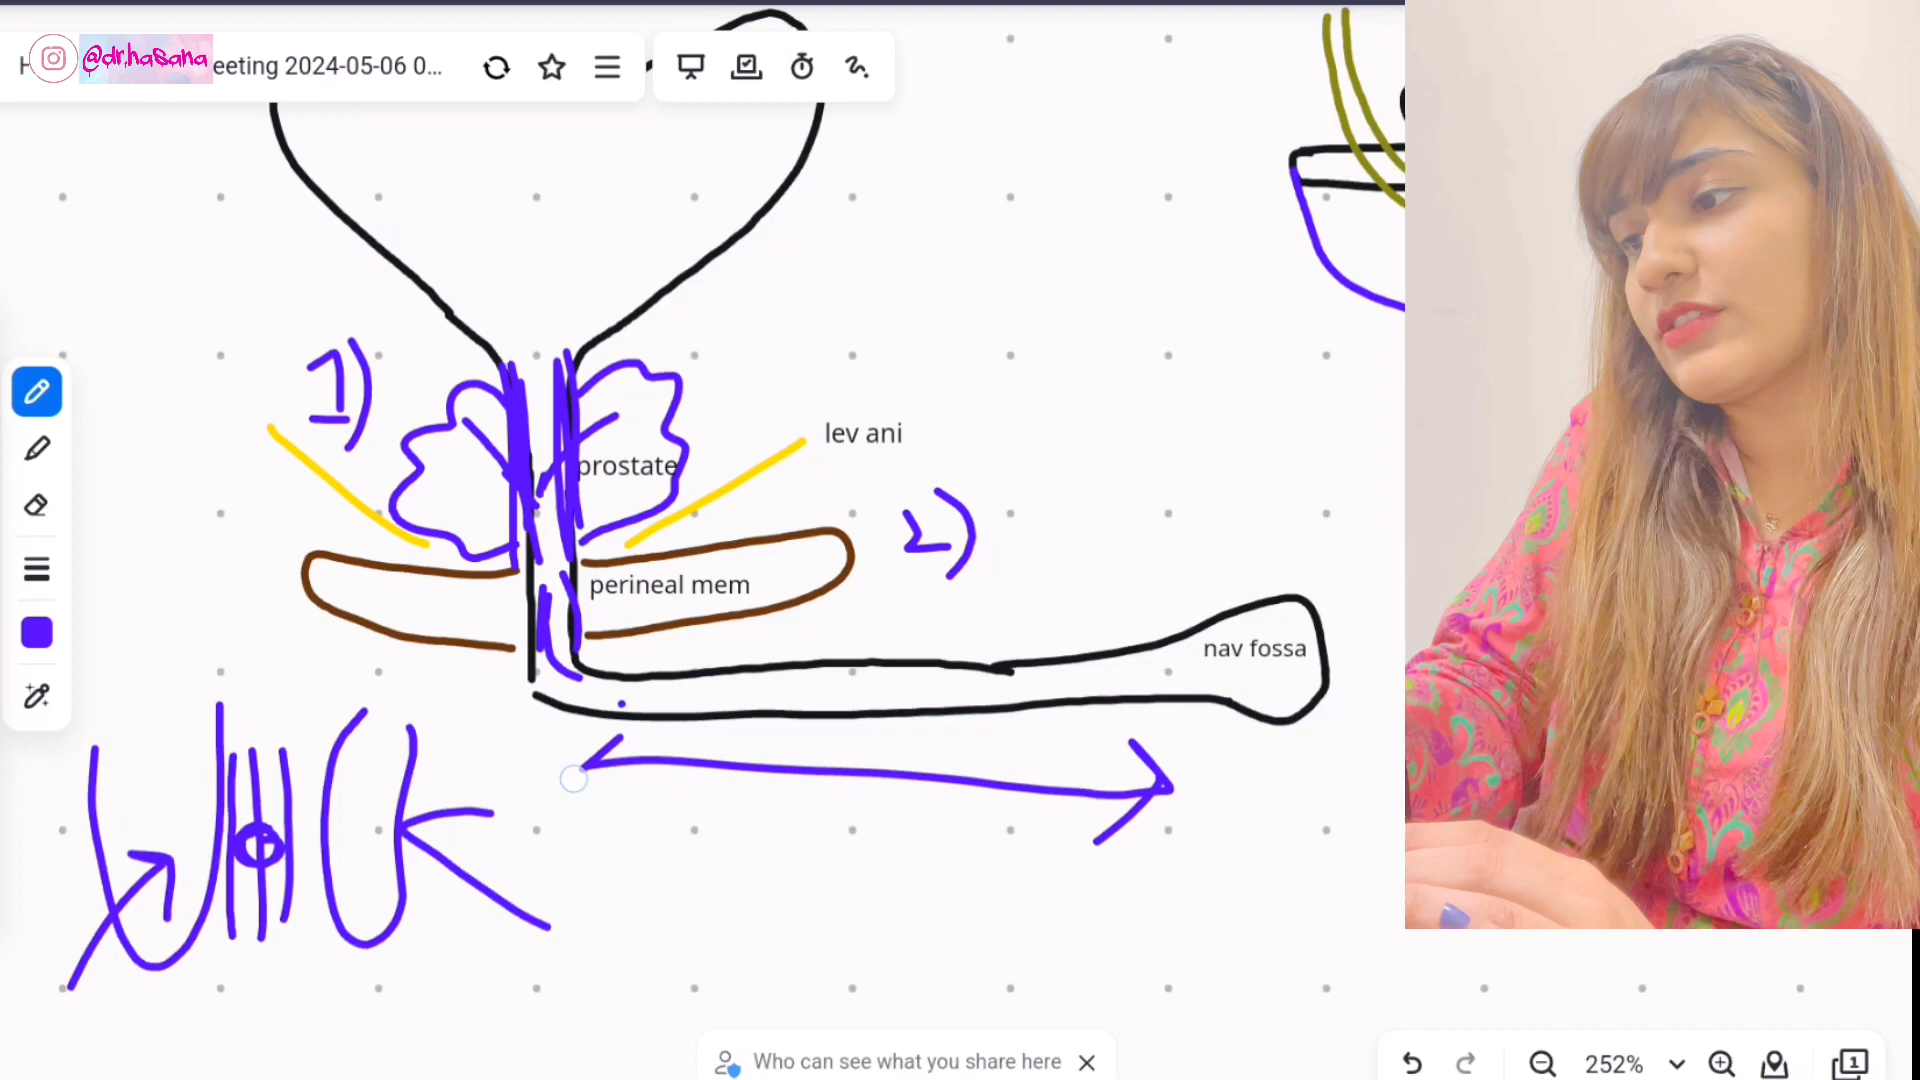 @dr.hasana
eeting 2024-05-06 0...
1)
lev ani
prostate
2)
perineal mem
nav fossa
Who can see what you share here
252%
1